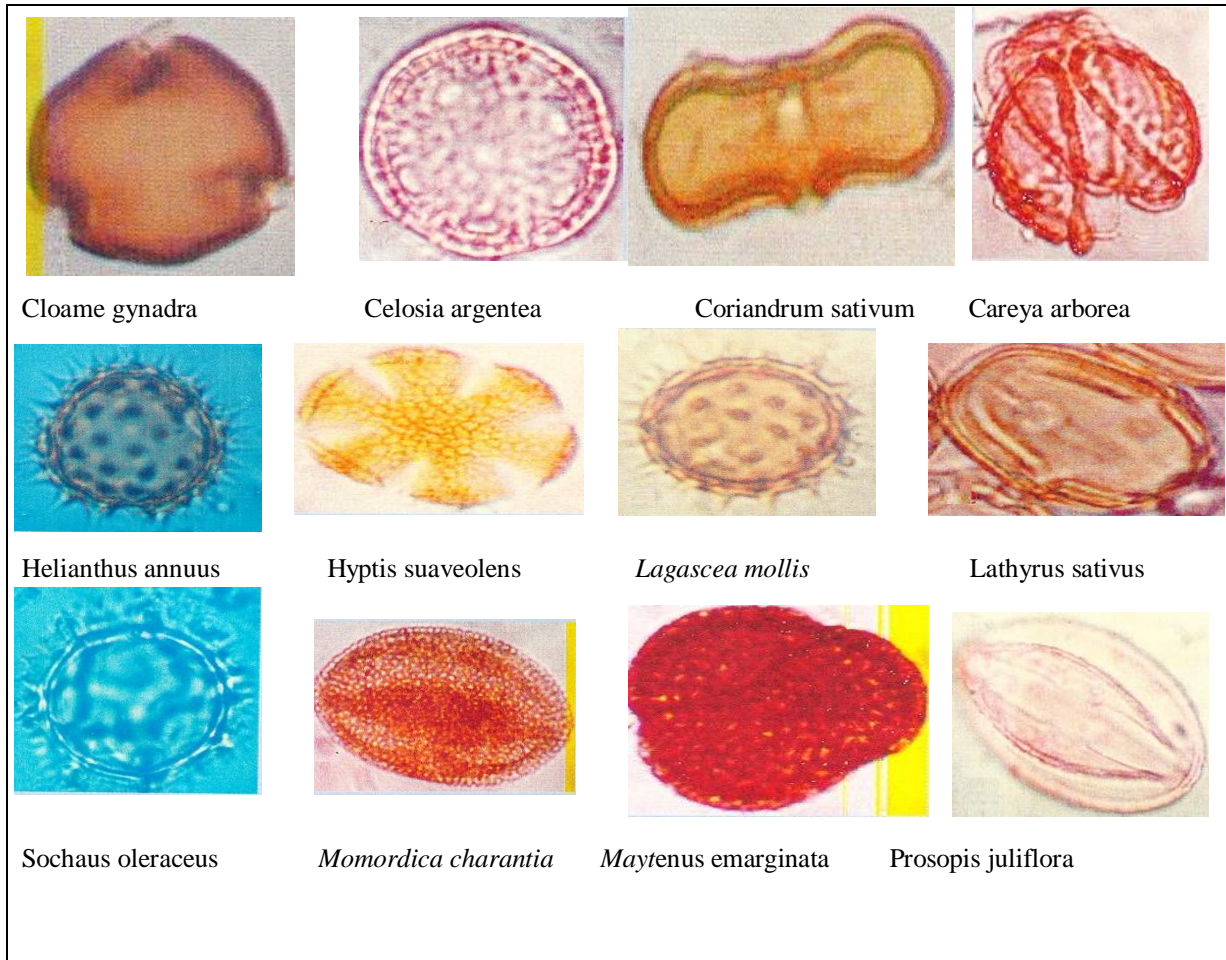 Cloame gynadra Celosia argentea Coriandrum sativum Careya arborea
Helianthus annuus Hyptis suaveolens Lagascea mollis Lathyrus sativus
Sochaus oleraceus Momordica charantia Maytenus emarginata Prosopis juliflora